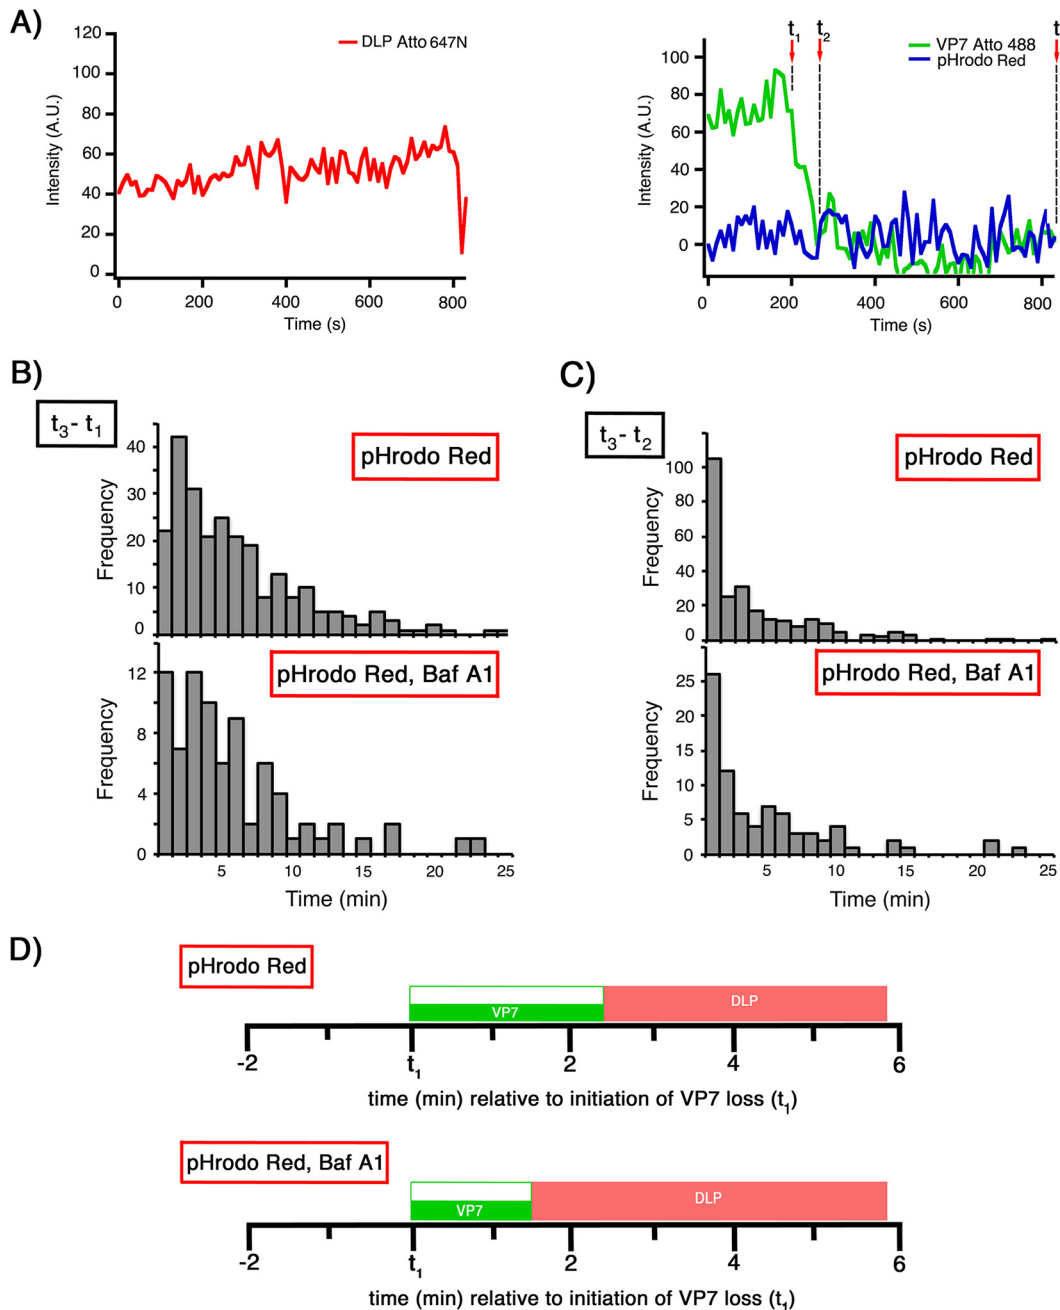 A)
120
100
80
60
40
20
0
Intensity (A.U.)
DLP Atto 647N
0 200 400 600 800
Time (s)
t1 t2 t
VP7 Atto 488
pHrodo Red
100
80
60
40
20
0
Intensity (A.U.)
0 200 400 600 800
Time (s)
B)
t3- t1
pHrodo Red
40
30
20
10
0
Frequency
pHrodo Red, Baf A1
12
8
4
0
Frequency
5 10 15 20 25
Time (min)
C)
t3- t2
pHrodo Red
100
80
60
40
20
0
Frequency
pHrodo Red, Baf A1
25
20
15
10
5
0
Frequency
5 10 15 20 25
Time (min)
D)
pHrodo Red
VP7 DLP
-2 t1 2 4 6
time (min) relative to initiation of VP7 loss (t1)
pHrodo Red, Baf A1
VP7 DLP
-2 t1 2 4 6
time (min) relative to initiation of VP7 loss (t1)